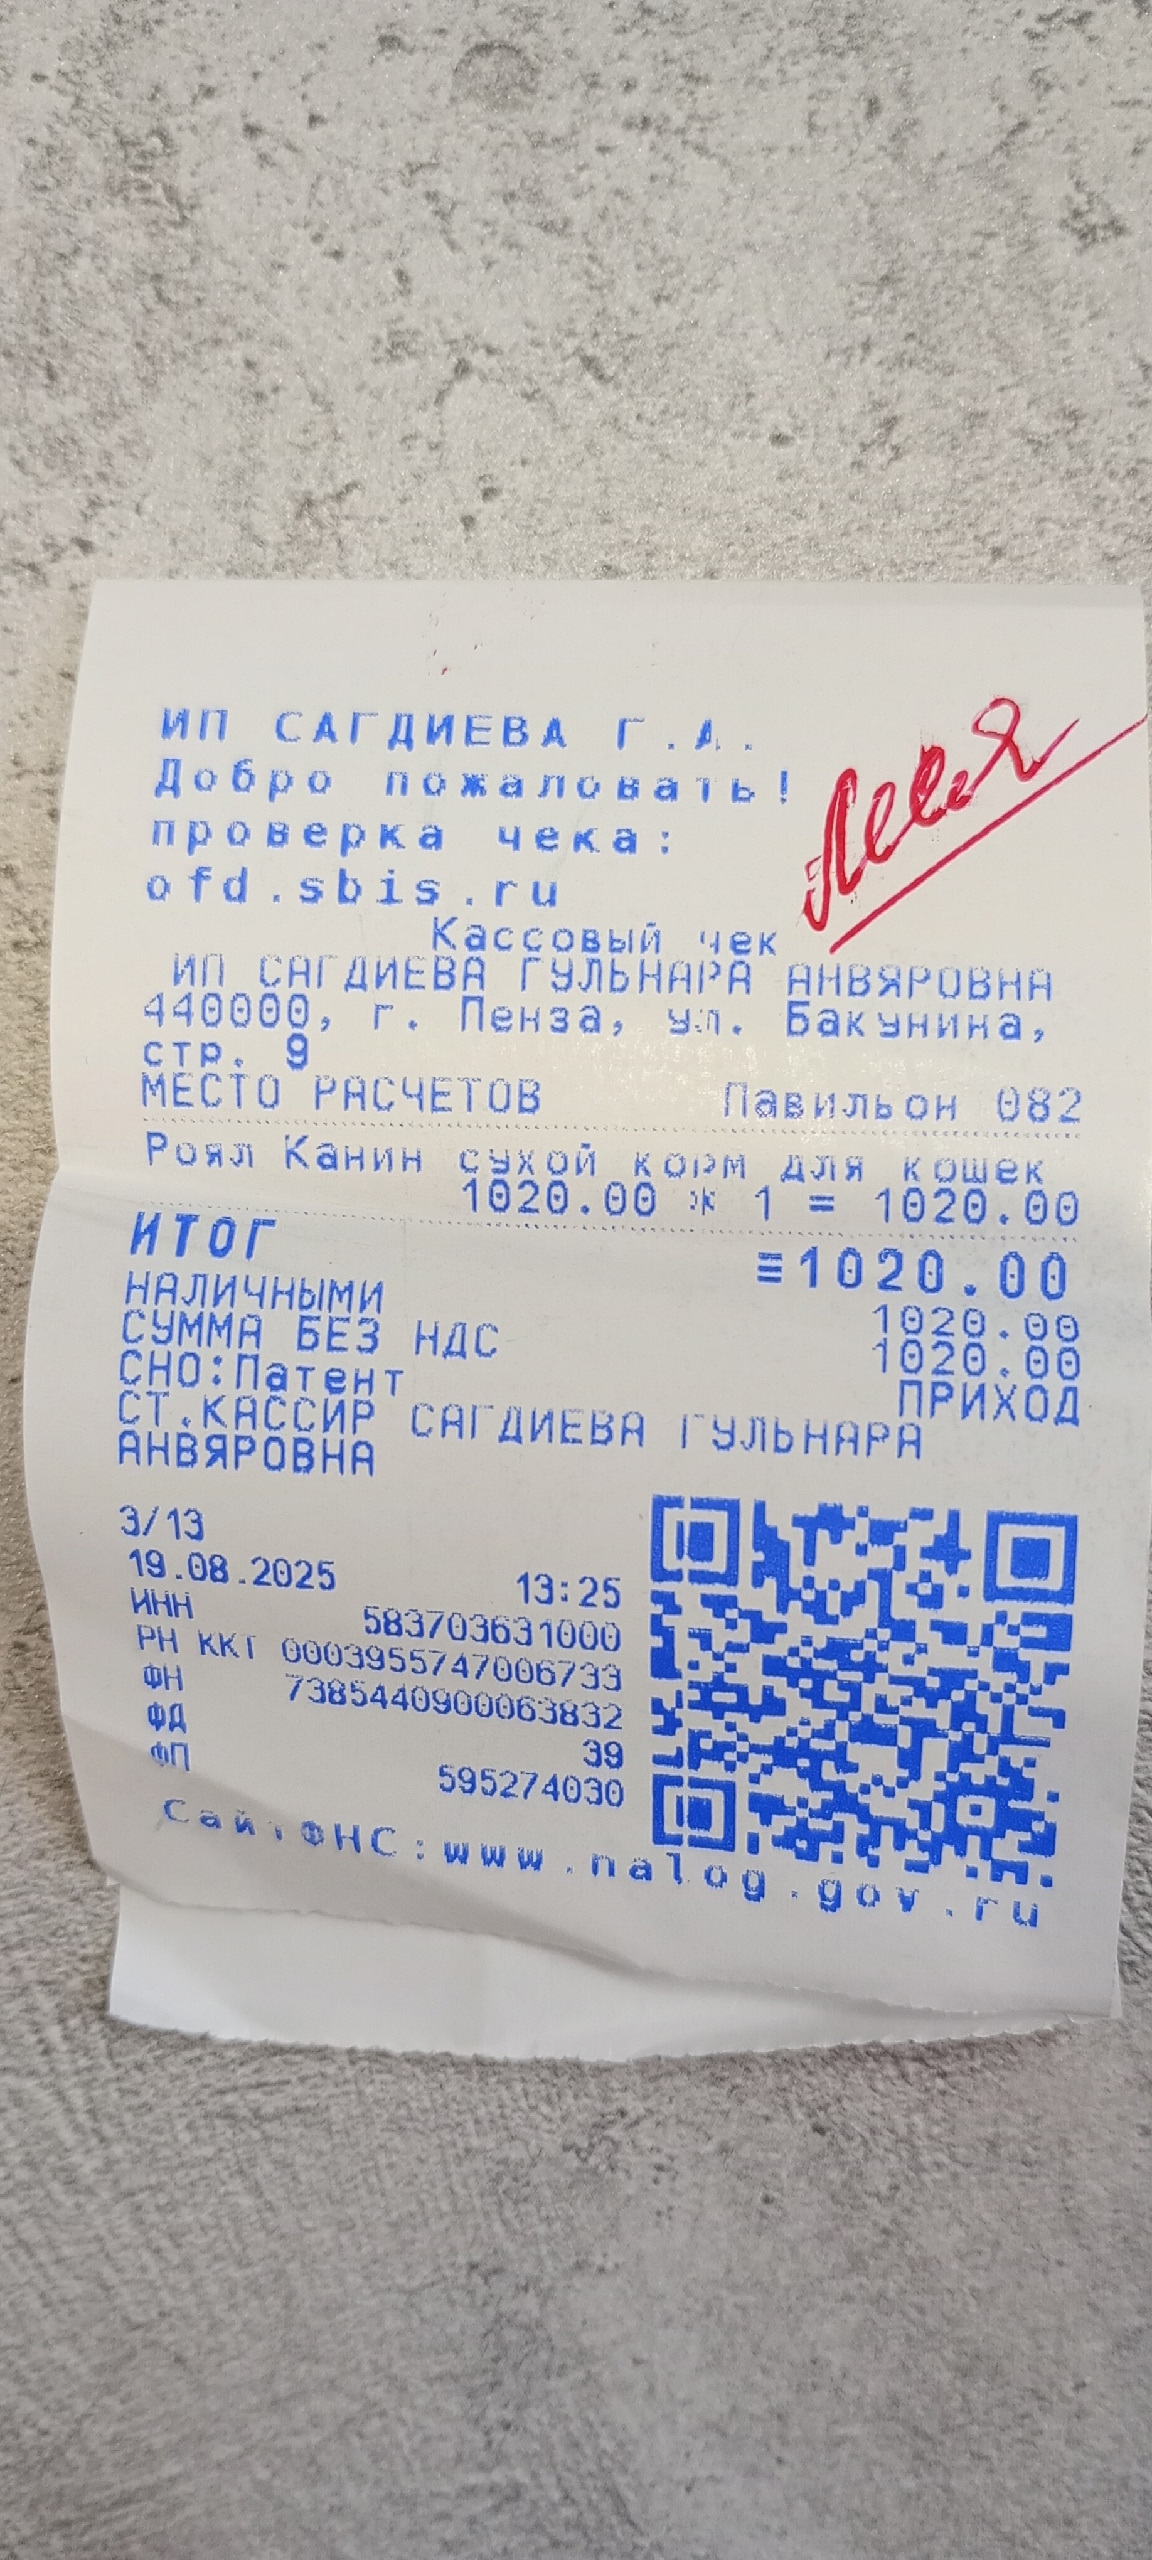 ИП САГДИЕВА Г.А.
Добро пожаловать!
проверка чека:
ofd.sbis.ru
Кассовый чек
ИП САГДИЕВА ГУЛЬНАРА АНВЯРОВНА
440000, г. Пенза, ул. Бакунина,
стр. 9
МЕСТО РАСЧЕТОВ Павильон 082
Роял Канин сухой корм для кошек
1020.00 * 1 = 1020.00
ИТОГ ≡1020.00
НАЛИЧНЫМИ 1020.00
СУММА БЕЗ НДС 1020.00
СНО:Патент ПРИХОД
СТ.КАССИР САГДИЕВА ГУЛЬНАРА
АНВЯРОВНА
3/13
19.08.2025 13:25
ИНН 583703631000
РН ККТ 0003955747006733
ФН 7385440900063832
ФД 39
ФП 595274030
Сайт ФНС:www.nalog.gov.ru